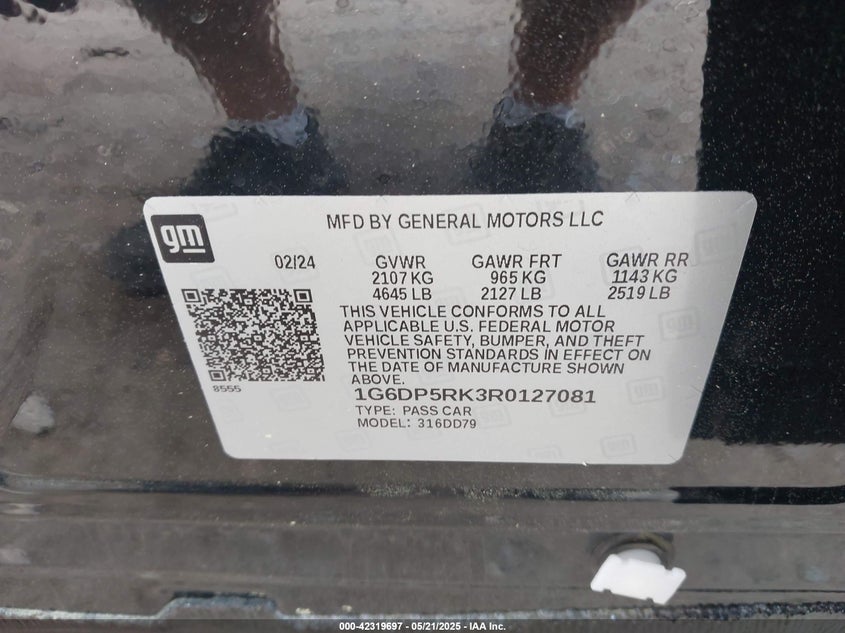 gm
MFD BY GENERAL MOTORS LLC
02/24
GVWR GAWR FRT GAWR RR
2107 KG 965 KG 1143 KG
4645 LB 2127 LB 2519 LB
THIS VEHICLE CONFORMS TO ALL
APPLICABLE U.S. FEDERAL MOTOR
VEHICLE SAFETY, BUMPER, AND THEFT
PREVENTION STANDARDS IN EFFECT ON
THE DATE OF MANUFACTURE SHOWN
ABOVE.
8555
1G6DP5RK3R0127081
TYPE: PASS CAR
MODEL: 316DD79
000-42319697 - 05/21/2025 - IAA Inc.